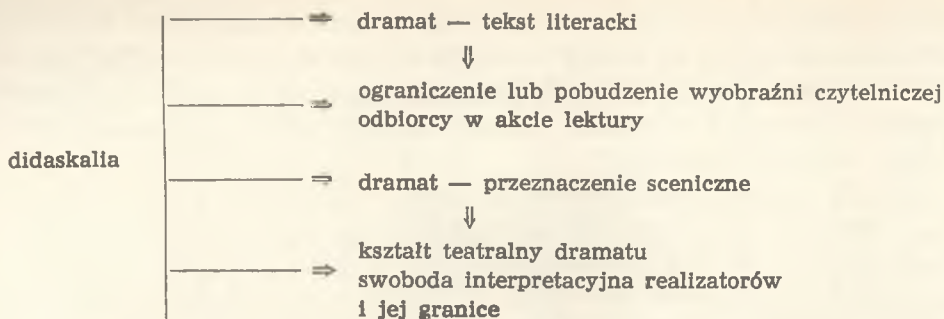 dramat — tekst literacki
⇓
ograniczenie lub pobudzenie wyobraźni czytelniczej
odbiorcy w akcie lektury
didaskalia
dramat — przeznaczenie sceniczne
⇓
kształt teatralny dramatu
swoboda interpretacyjna realizatorów
i jej granice